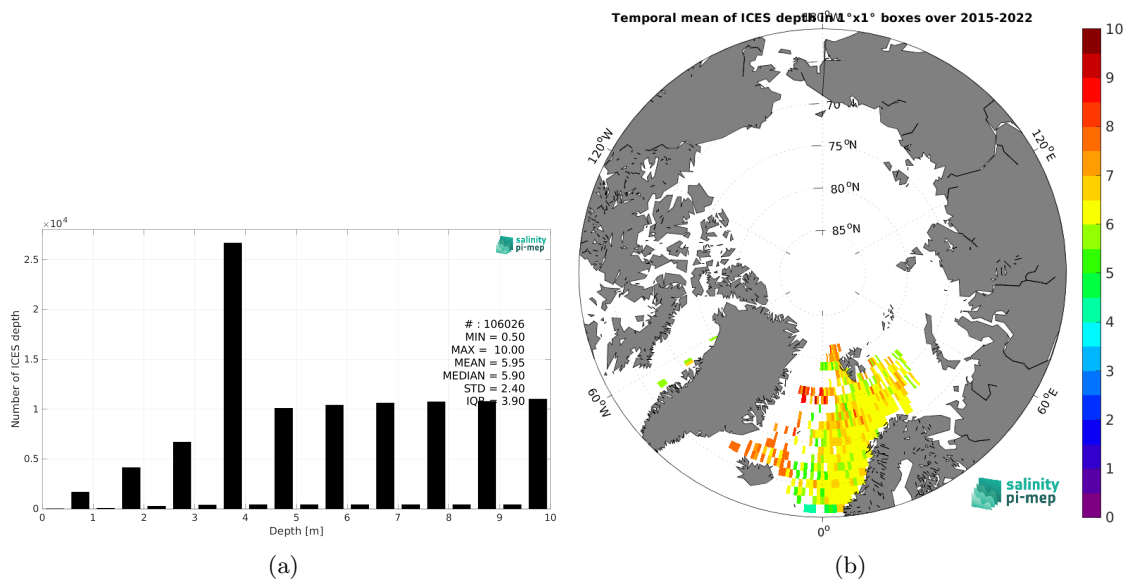 ×10⁴
2.5
2
1.5
1
0.5
0
0 1 2 3 4 5 6 7 8 9 10
Depth [m]
Number of ICES depth
salinity
pi-mep
# : 106026
MIN = 0.50
MAX = 10.00
MEAN = 5.95
MEDIAN = 5.90
STD = 2.40
IQR = 3.90
(a)
Temporal mean of ICES depth in 1°x1° boxes over 2015-2022
180°W
120°W
120°E
60°W
60°E
0°
70°N
75°N
80°N
85°N
salinity
pi-mep
10
9
8
7
6
5
4
3
2
1
0
(b)